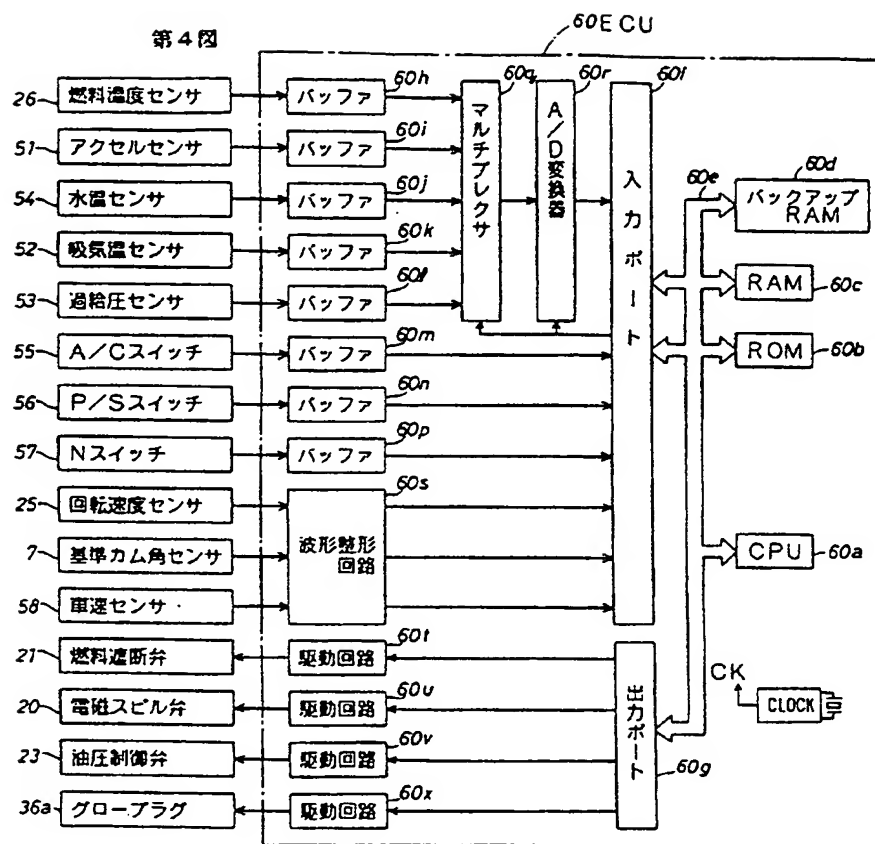 第4図
60ECU
26 燃料温度センサ バッファ 60h
51 アクセルセンサ バッファ 60i
54 水温センサ バッファ 60j
52 吸気温センサ バッファ 60k
53 過給圧センサ バッファ 60l
55 A/Cスイッチ バッファ 60m
56 P/Sスイッチ バッファ 60n
57 Nスイッチ バッファ 60p
25 回転速度センサ
7 基準カム角センサ
58 車速センサ
波形整形
回路
60s
21 燃料遮断弁 駆動回路 60t
20 電磁スピル弁 駆動回路 60u
23 油圧制御弁 駆動回路 60v
36a グロープラグ 駆動回路 60x
マルチプレクサ 60q
A/D変換器 60r
入力ポート 60f
出力ポート 60g
60e
バックアップ
RAM
60d
RAM 60c
ROM 60b
CPU 60a
CK
CLOCK